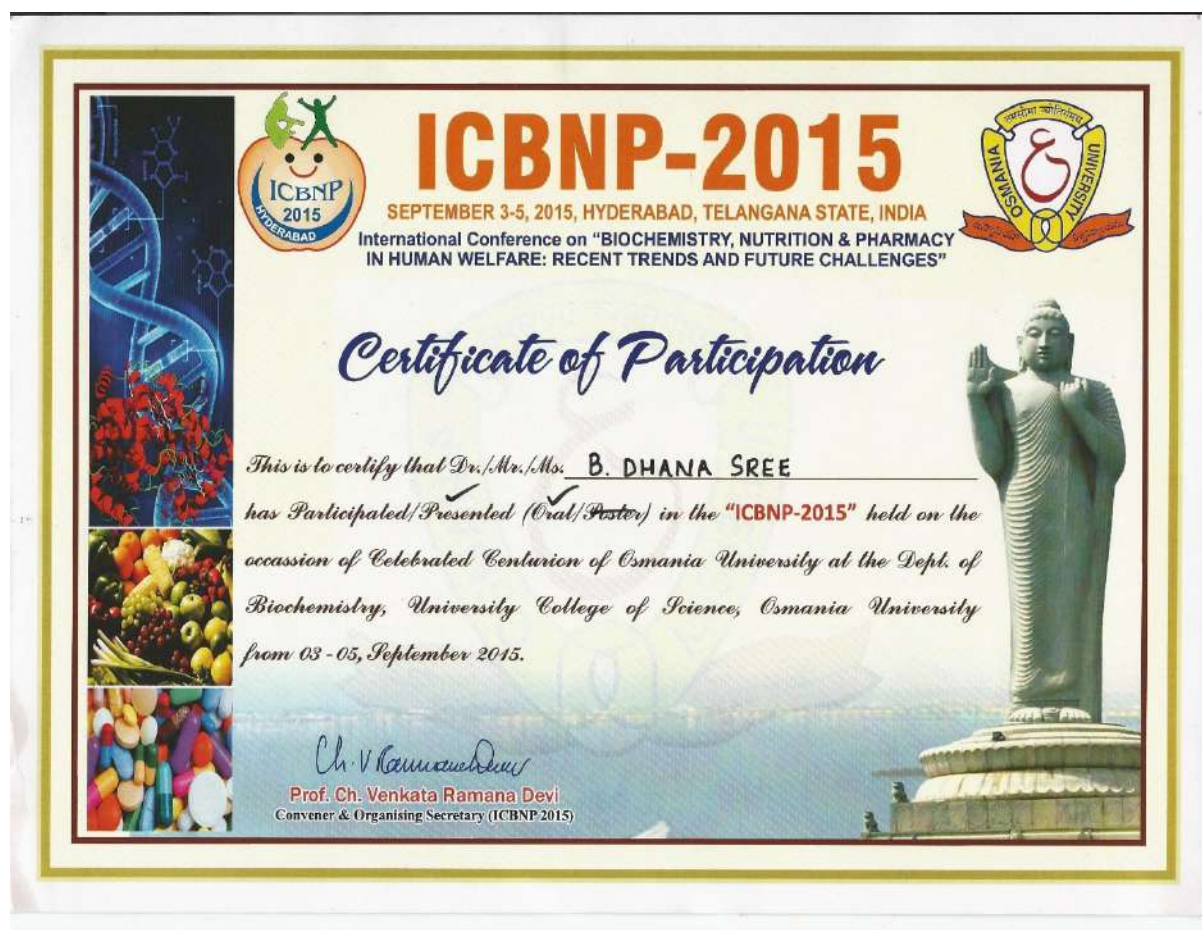 ICBNP
2015
HYDERABAD
ICBNP-2015
SEPTEMBER 3-5, 2015, HYDERABAD, TELANGANA STATE, INDIA
International Conference on "BIOCHEMISTRY, NUTRITION & PHARMACY
IN HUMAN WELFARE: RECENT TRENDS AND FUTURE CHALLENGES"
OSMANIA UNIVERSITY
Certificate of Participation
This is to certify that Dr./Mr./Ms. B. DHANA SREE
has Participated/Presented (Oral/Poster) in the "ICBNP-2015" held on the
occassion of Celebrated Centurion of Osmania University at the Dept. of
Biochemistry, University College of Science, Osmania University
from 03 - 05, September 2015.
Ch. V Ramana Devi
Prof. Ch. Venkata Ramana Devi
Convener & Organising Secretary (ICBNP 2015)